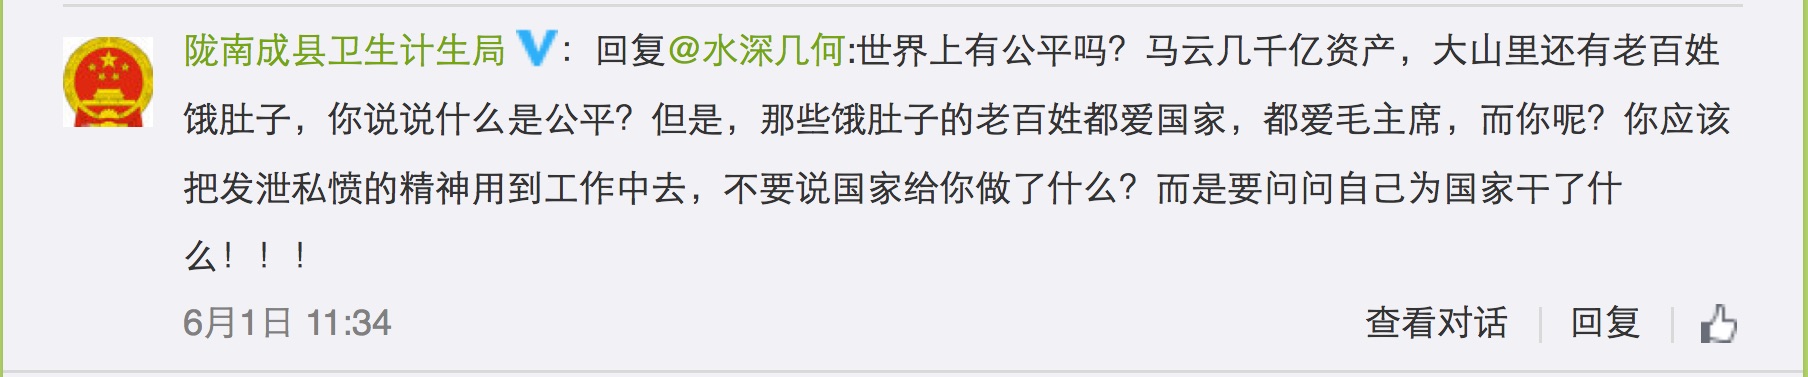 陇南成县卫生计生局 V：回复@水深几何:世界上有公平吗？马云几千亿资产，大山里还有老百姓
饿肚子，你说说什么是公平？但是，那些饿肚子的老百姓都爱国家，都爱毛主席，而你呢？你应该
把发泄私愤的精神用到工作中去，不要说国家给你做了什么？而是要问问自己为国家干了什
么！！！
6月1日 11:34 查看对话 回复